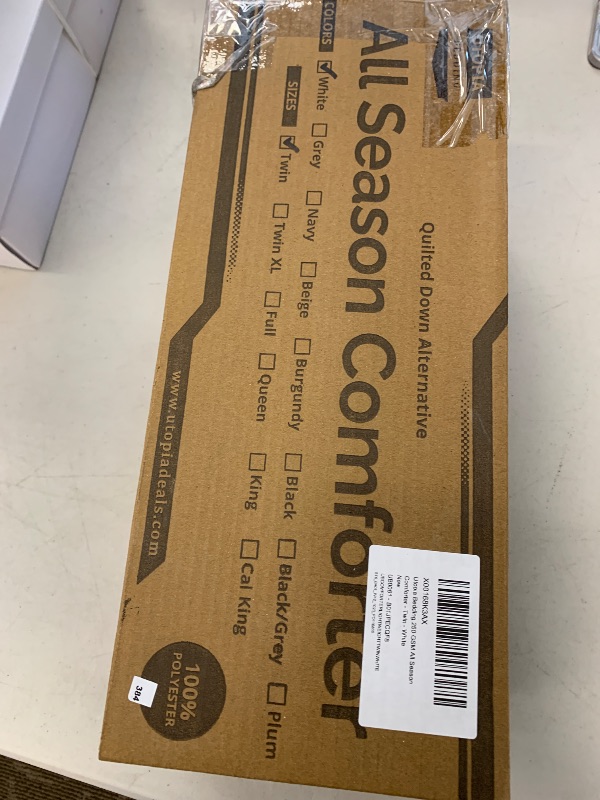 Quilted Down Alternative
All Season Comforter
COLORS
White Grey Navy Beige Burgundy Black Black/Grey Plum
SIZES
Twin Twin XL Full Queen King Cal King
www.utopiadeals.com
100%
POLYESTER
384
X00168K3AX
Utopia Bedding 250 GSM All Season
Comforter - Twin - White
New